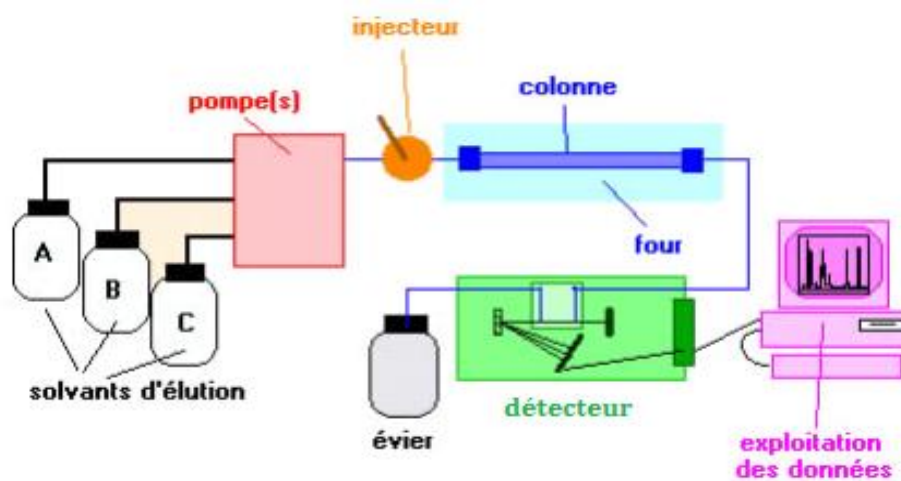 injecteur
pompe(s)
colonne
four
A
B
C
solvants d'élution
évier
détecteur
exploitation
des données